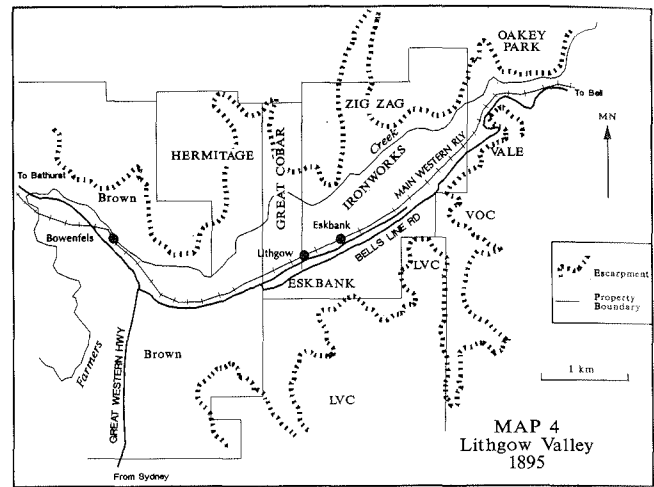 OAKEY
PARK
To Bell
ZIG ZAG
MN
Creek
HERMITAGE
GREAT COBAR
IRONWORKS
MAIN WESTERN RLY
VALE
To Bathurst
Brown
Bowenfels
Eskbank
Lithgow
BELLS LINE RD
VOC
LVC
ESKBANK
Escarpment
Property
Boundary
Farmers
GREAT WESTERN HWY
Brown
LVC
1 km
MAP 4
Lithgow Valley
1895
From Sydney